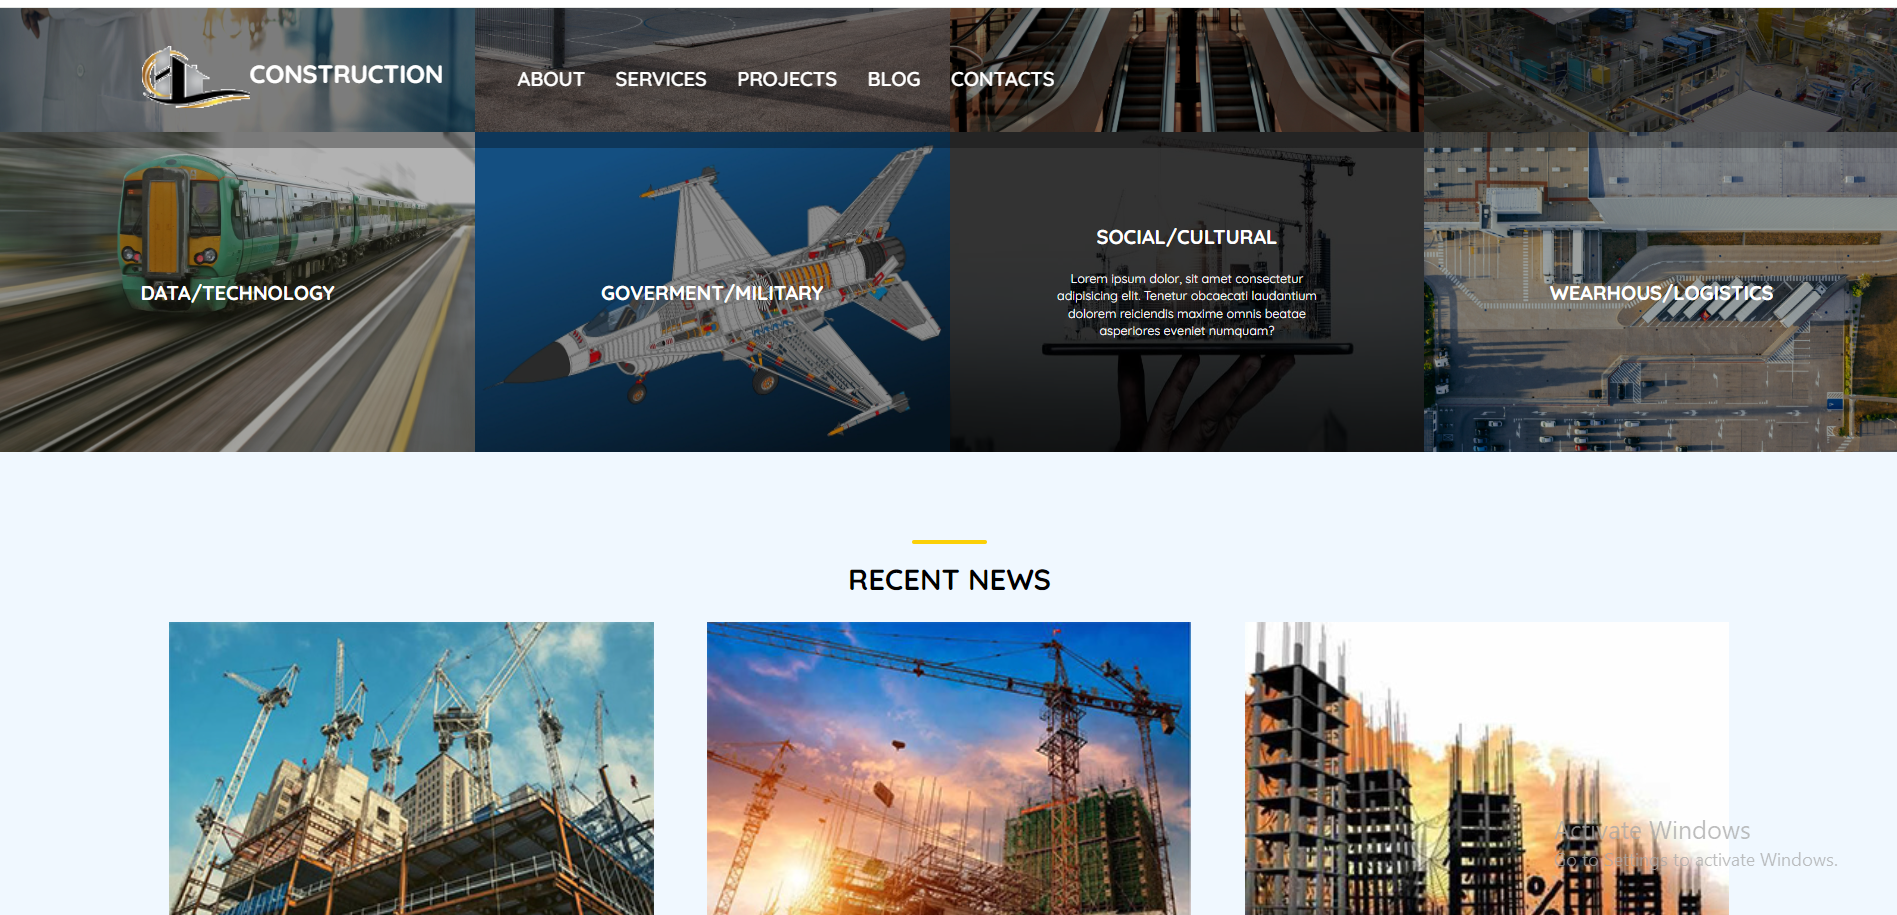 CONSTRUCTION
ABOUT SERVICES PROJECTS BLOG CONTACTS
DATA/TECHNOLOGY
GOVERMENT/MILITARY
SOCIAL/CULTURAL
Lorem ipsum dolor, sit amet consectetur
adipisicing elit. Tenetur obcaecati laudantium
dolorem reiciendis maxime omnis beatae
asperiores eveniet numquam?
WEARHOUS/LOGISTICS
RECENT NEWS
Activate Windows
Go to Settings to activate Windows.